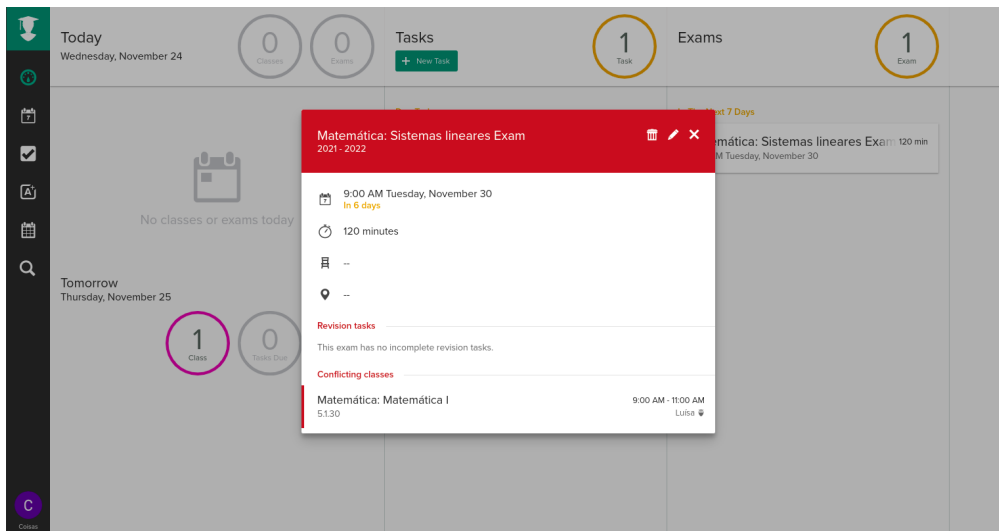 Today
Wednesday, November 24
0
Classes
0
Exams
Tasks
+ New Task
1
Task
Exams
1
Exam
No classes or exams today
Tomorrow
Thursday, November 25
1
Class
0
Tasks Due
7 Days
Sistemas lineares Exam 120 min
Tuesday, November 30
Matemática: Sistemas lineares Exam
2021 - 2022
9:00 AM Tuesday, November 30
In 6 days
120 minutes
--
--
Revision tasks
This exam has no incomplete revision tasks.
Conflicting classes
Matemática: Matemática I 9:00 AM - 11:00 AM
5.1.30 Luísa
7
7
A+
C
Coisas